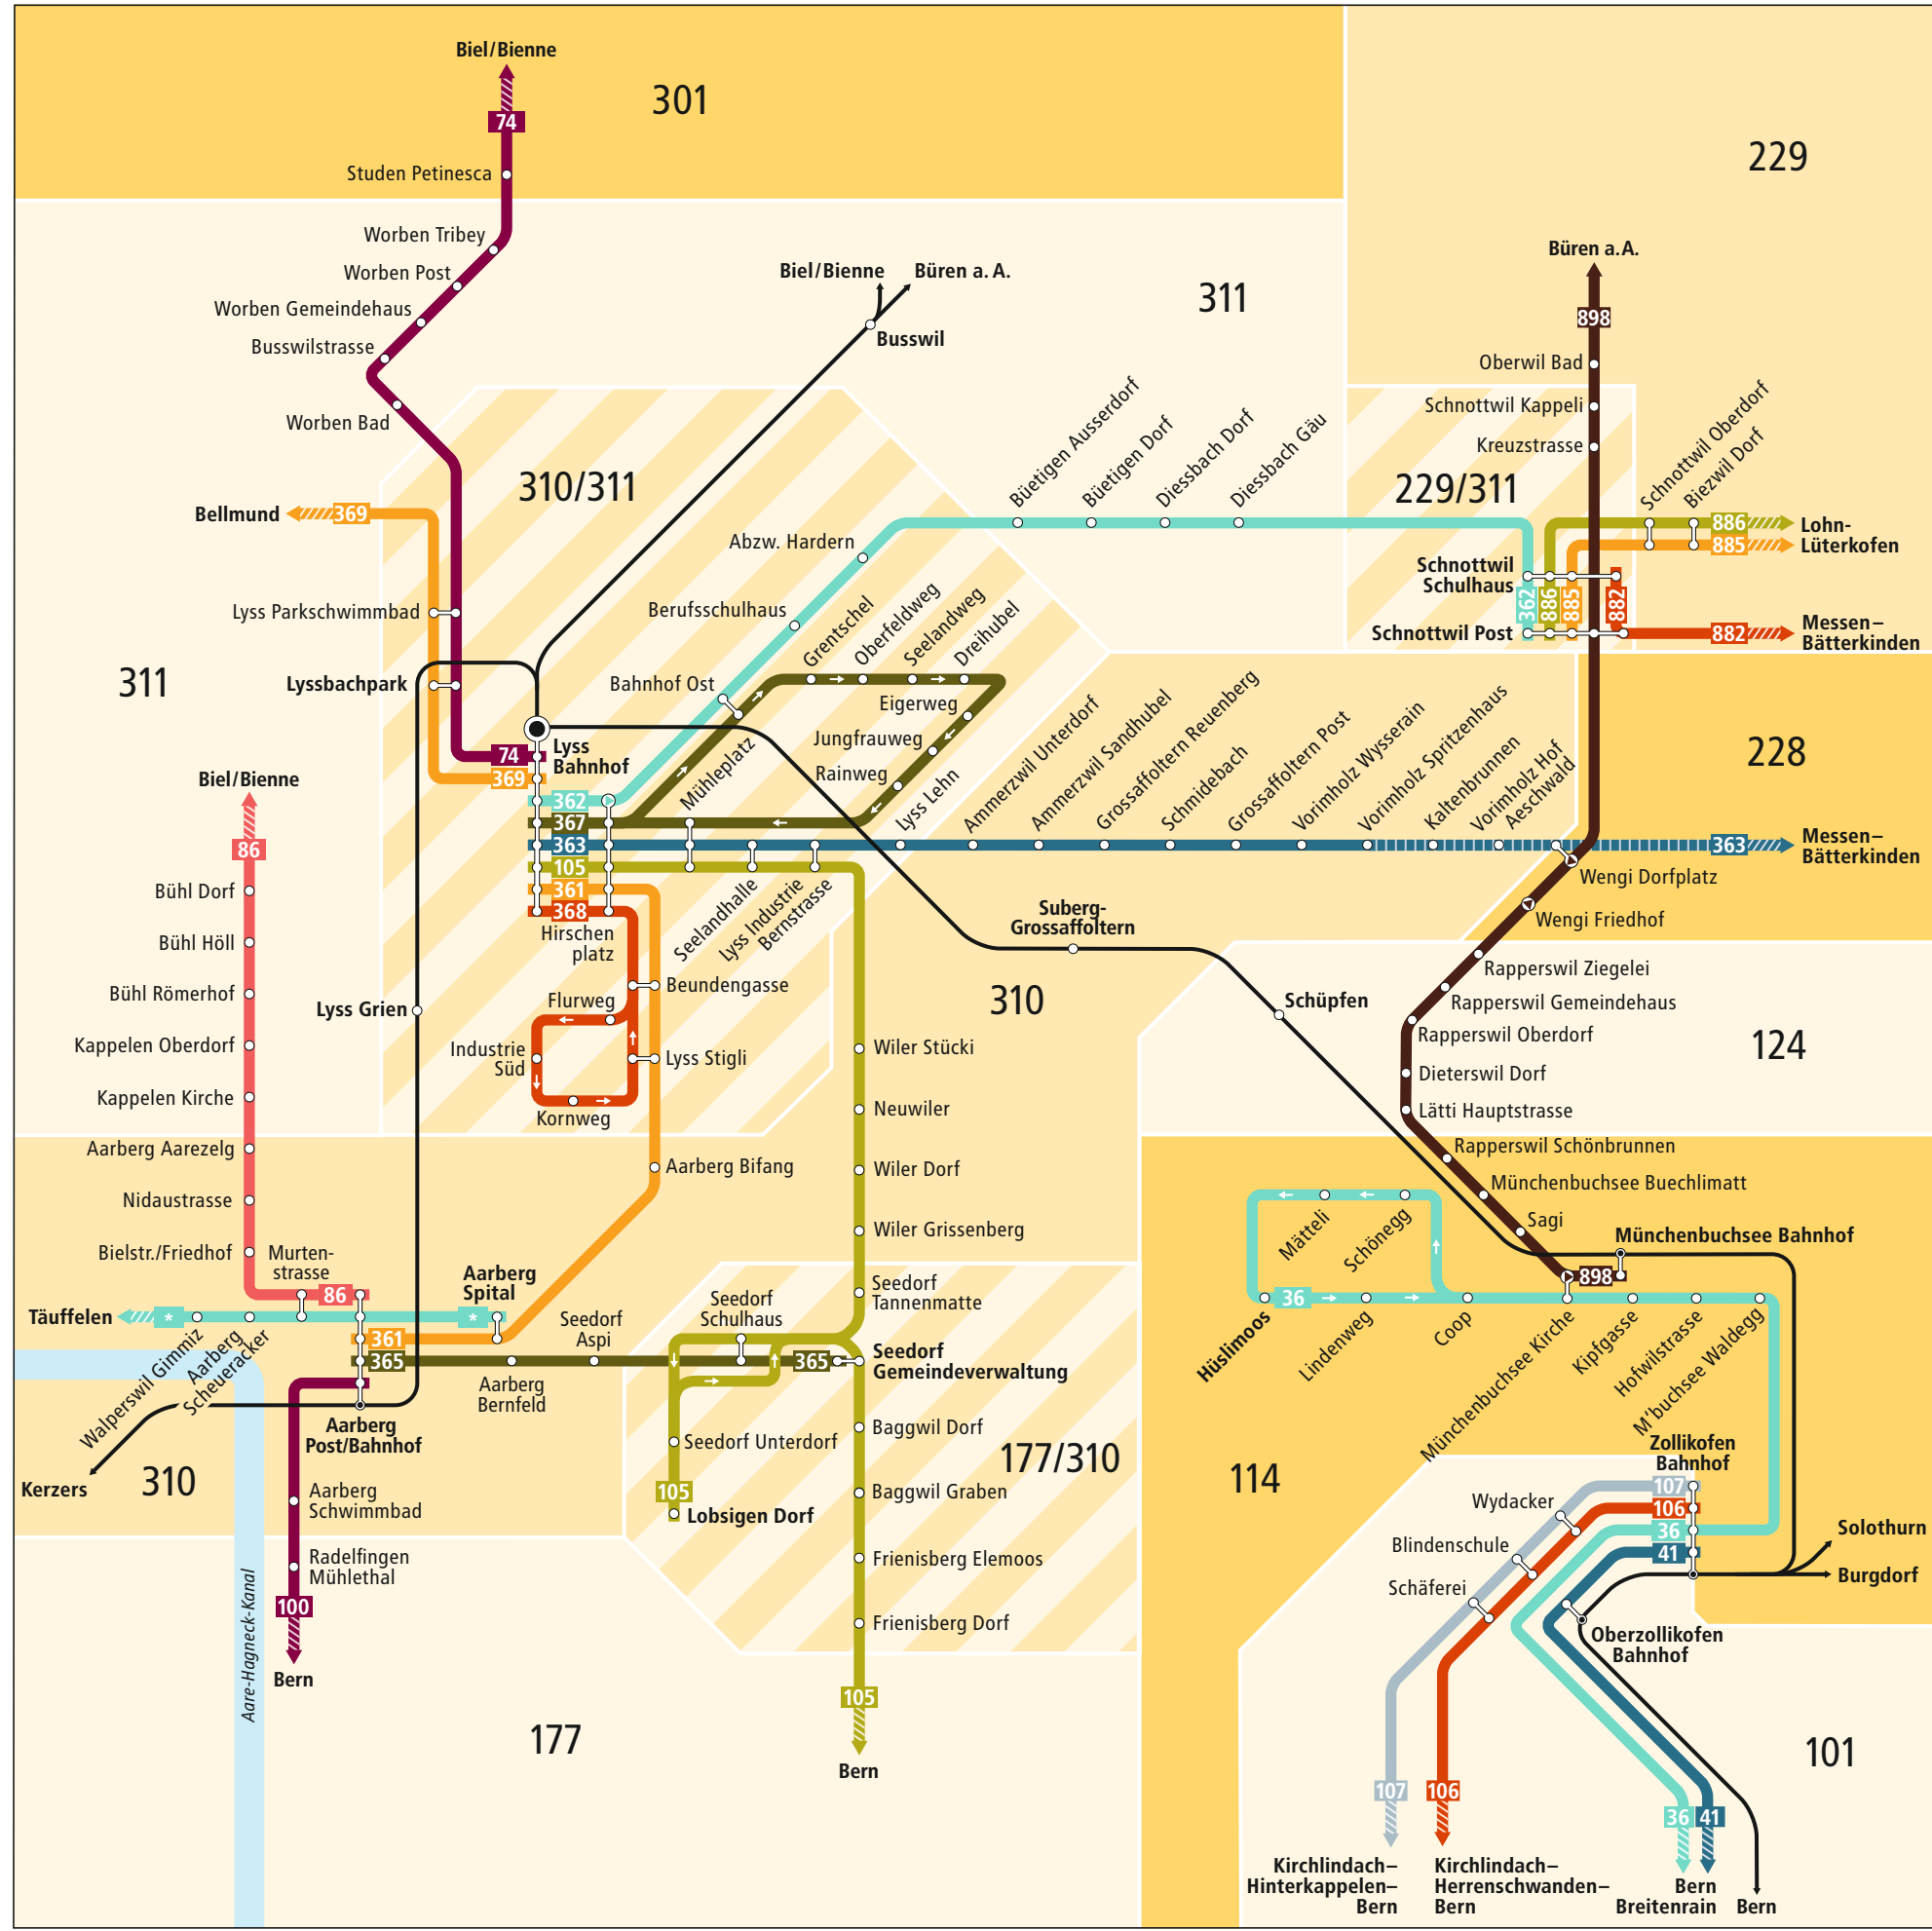 Biel/Bienne
301
74
229
Studen Petinesca
Worben Tribey
Büren a. A.
Worben Post
Biel/Bienne
Büren a. A.
311
Worben Gemeindehaus
898
Busswil
Busswilstrasse
Oberwil Bad
Worben Bad
Schnottwil Kappeli
Kreuzstrasse
Büetigen Ausserdorf
Büetigen Dorf
Diessbach Dorf
Diessbach Gäu
Schnottwil Oberdorf
Biezwil Dorf
310/311
229/311
Bellmund
369
886
885
Lohn-
Lüterkofen
Abzw. Hardern
Schnottwil
Schulhaus
362
886
885
882
Lyss Parkschwimmbad
Berufsschulhaus
Grentschel
Oberfeldweg
Seelandweg
Dreihubel
Schnottwil Post
882
Messen–
Bätterkinden
311
Lyssbachpark
Bahnhof Ost
Eigerweg
Jungfrauweg
Rainweg
74
Lyss
Bahnhof
369
Mühleplatz
228
Biel/Bienne
362
367
363
105
361
368
Lyss Lehn
Ammerzwil Unterdorf
Ammerzwil Sandhubel
Grossaffoltern Reuenberg
Schmidebach
Grossaffoltern Post
Vorimholz Wysserain
Vorimholz Spritzenhaus
Kaltenbrunnen
Vorimholz Hof
Aeschwald
363
Messen–
Bätterkinden
86
Wengi Dorfplatz
Bühl Dorf
Hirschen
platz
Seelandhalle
Lyss Industrie
Bernstrasse
Suberg-
Grossaffoltern
Wengi Friedhof
Bühl Höll
Rapperswil Ziegelei
Bühl Römerhof
Lyss Grien
Flurweg
Beundengasse
310
Schüpfen
Rapperswil Gemeindehaus
Rapperswil Oberdorf
124
Kappelen Oberdorf
Industrie
Süd
Lyss Stigli
Wiler Stücki
Dieterswil Dorf
Kappelen Kirche
Kornweg
Neuwiler
Lätti Hauptstrasse
Aarberg Aarezelg
Aarberg Bifang
Wiler Dorf
Rapperswil Schönbrunnen
Nidaustrasse
Münchenbuchsee Buechlimatt
Bielstr./Friedhof
Murten-
strasse
Wiler Grissenberg
Mätteli
Schönegg
Sagi
Münchenbuchsee Bahnhof
86
Aarberg
Spital
Seedorf
Tannenmatte
898
Täuffelen
*
*
Seedorf
Aspi
Seedorf
Schulhaus
36
Walperswil Gimmiz
Aarberg
Scheueracker
361
365
365
Seedorf
Gemeindeverwaltung
Hüslimoos
Lindenweg
Coop
Münchenbuchsee Kirche
Kipfgasse
Hofwilstrasse
M'buchsee Waldegg
Aarberg
Bernfeld
Aarberg
Post/Bahnhof
Seedorf Unterdorf
Baggwil Dorf
177/310
Kerzers
310
Aarberg
Schwimmbad
105
Lobsigen Dorf
Baggwil Graben
114
Zollikofen
Bahnhof
107
106
36
41
Wydacker
Blindenschule
Schäferei
Solothurn
Burgdorf
Radelfingen
Mühlethal
Frienisberg Elemoos
100
Frienisberg Dorf
Oberzollikofen
Bahnhof
Aare-Hagneck-Kanal
Bern
105
177
101
Bern
107
106
36
41
Kirchlindach–
Hinterkappelen–
Bern
Kirchlindach–
Herrenschwanden–
Bern
Bern
Breitenrain
Bern